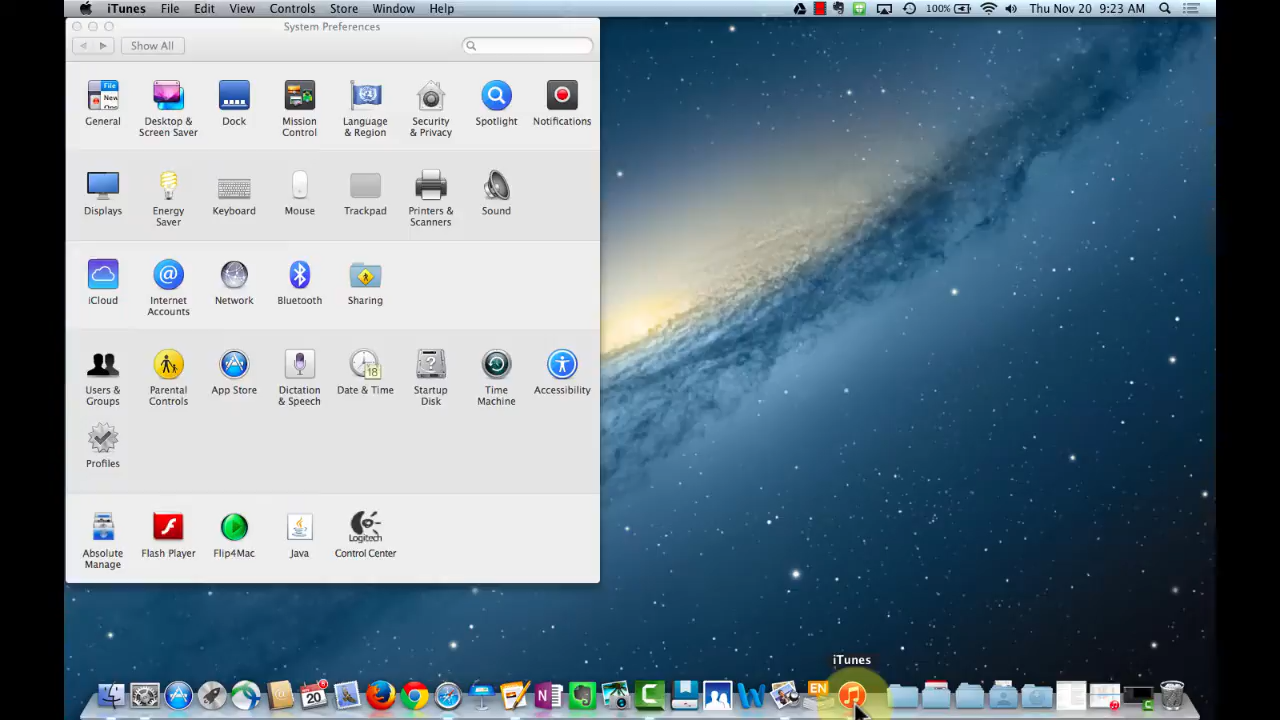 iTunes File Edit View Controls Store Window Help 100% Thu Nov 20 9:23 AM
System Preferences
Show All
General Desktop & Screen Saver Dock Mission Control Language & Region Security & Privacy Spotlight Notifications
Displays Energy Saver Keyboard Mouse Trackpad Printers & Scanners Sound
iCloud Internet Accounts Network Bluetooth Sharing
Users & Groups Parental Controls App Store Dictation & Speech Date & Time Startup Disk Time Machine Accessibility
18
Profiles
Absolute Manage Flash Player Flip4Mac Java Logitech Control Center
iTunes
20
EN